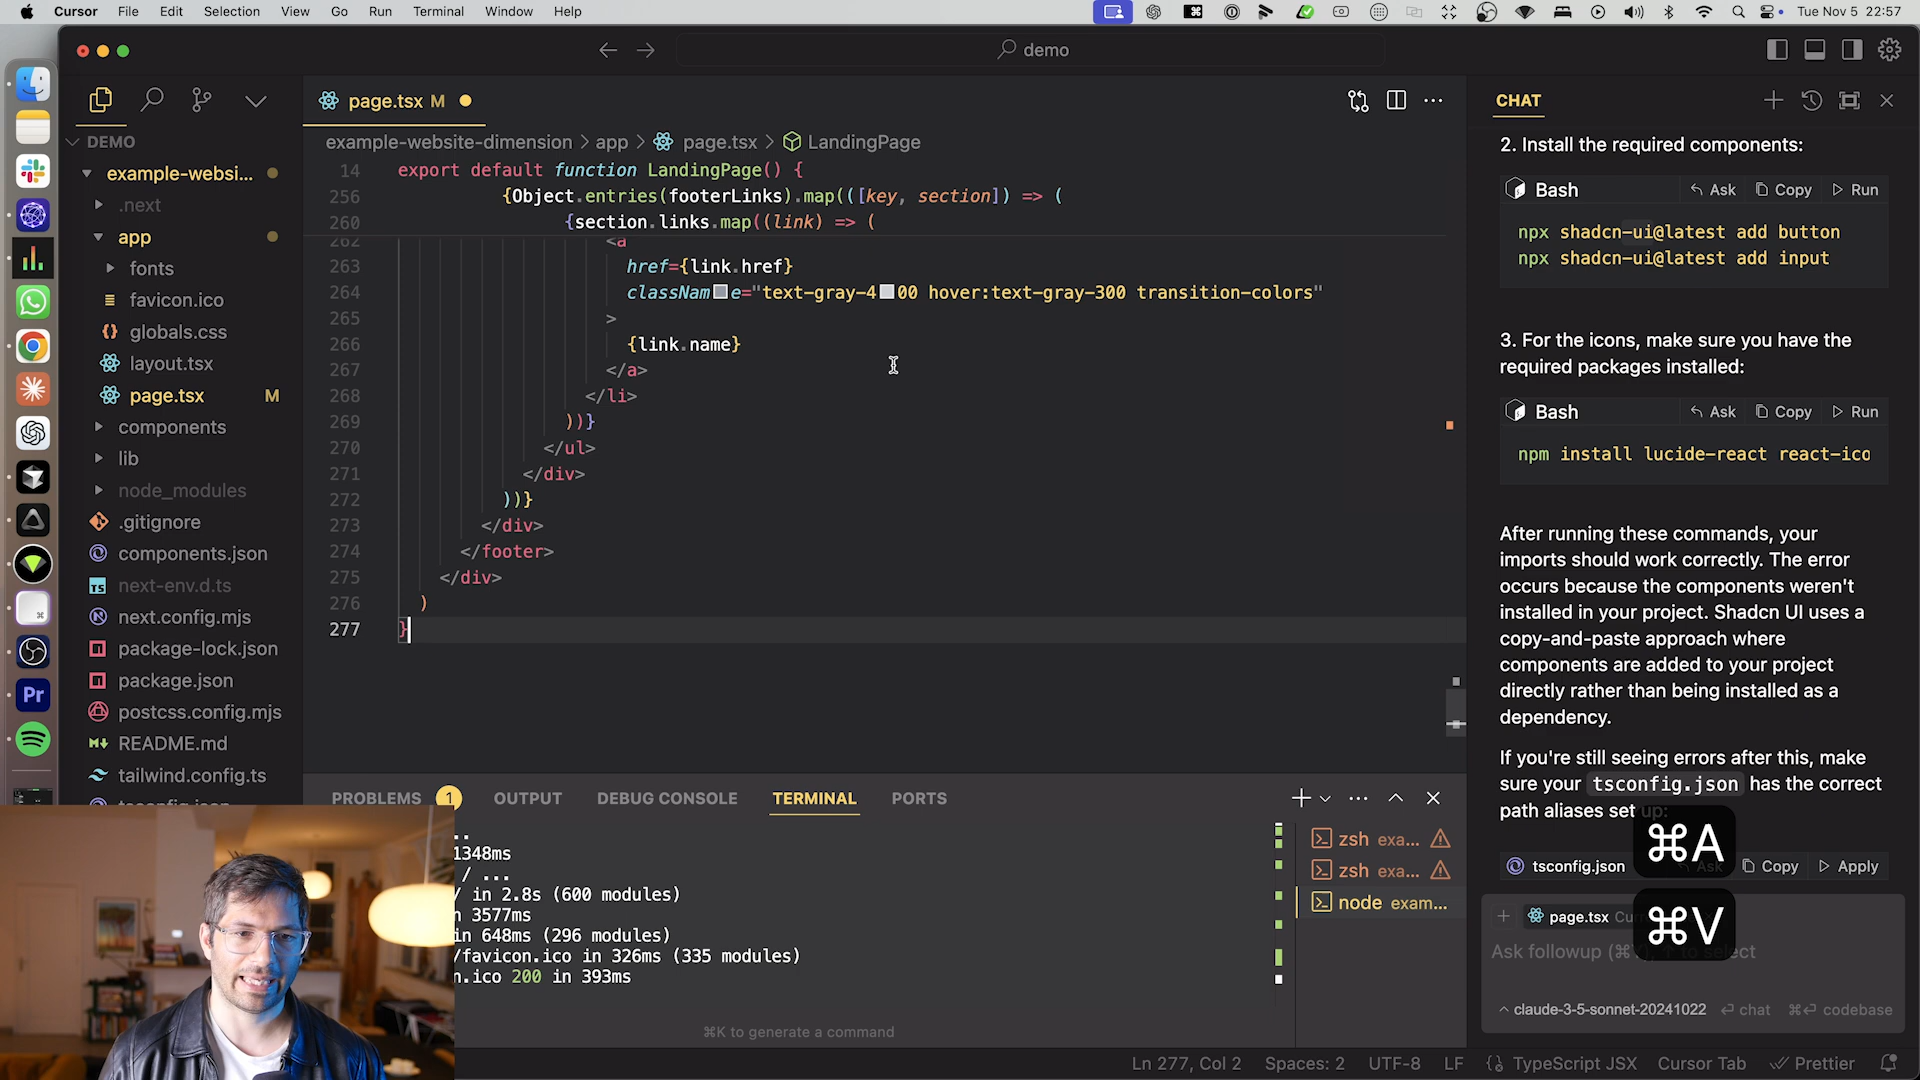 Cursor File Edit Selection View Go Run Terminal Window Help
Tue Nov 5 22:57
demo
page.tsx M
CHAT
DEMO
example-websi...
.next
app
fonts
favicon.ico
globals.css
layout.tsx
page.tsx M
components
lib
node_modules
.gitignore
components.json
next-env.d.ts
next.config.mjs
package-lock.json
package.json
postcss.config.mjs
README.md
tailwind.config.ts
example-website-dimension > app > page.tsx > LandingPage
14 export default function LandingPage() {
256 {Object.entries(footerLinks).map(([key, section]) => (
260 {section.links.map((link) => (
262 <a
263 href={link.href}
264 className="text-gray-400 hover:text-gray-300 transition-colors"
265 >
266 {link.name}
267 </a>
268 </li>
269 ))}
270 </ul>
271 </div>
272 ))}
273 </div>
274 </footer>
275 </div>
276 )
277 }
PROBLEMS 1 OUTPUT DEBUG CONSOLE TERMINAL PORTS
..
1348ms
/ ...
/ in 2.8s (600 modules)
n 3577ms
in 648ms (296 modules)
/favicon.ico in 326ms (335 modules)
n.ico 200 in 393ms
⌘K to generate a command
zsh exa...
zsh exa...
node exam...
2. Install the required components:
Bash Ask Copy Run
npx shadcn-ui@latest add button
npx shadcn-ui@latest add input
3. For the icons, make sure you have the
required packages installed:
Bash Ask Copy Run
npm install lucide-react react-ico
After running these commands, your
imports should work correctly. The error
occurs because the components weren't
installed in your project. Shadcn UI uses a
copy-and-paste approach where
components are added to your project
directly rather than being installed as a
dependency.
If you're still seeing errors after this, make
sure your tsconfig.json has the correct
path aliases set up:
tsconfig.json Ask Copy Apply
⌘A
page.tsx
⌘V
Ask followup to select
claude-3-5-sonnet-20241022 chat codebase
Ln 277, Col 2 Spaces: 2 UTF-8 LF {} TypeScript JSX Cursor Tab Prettier
Pr